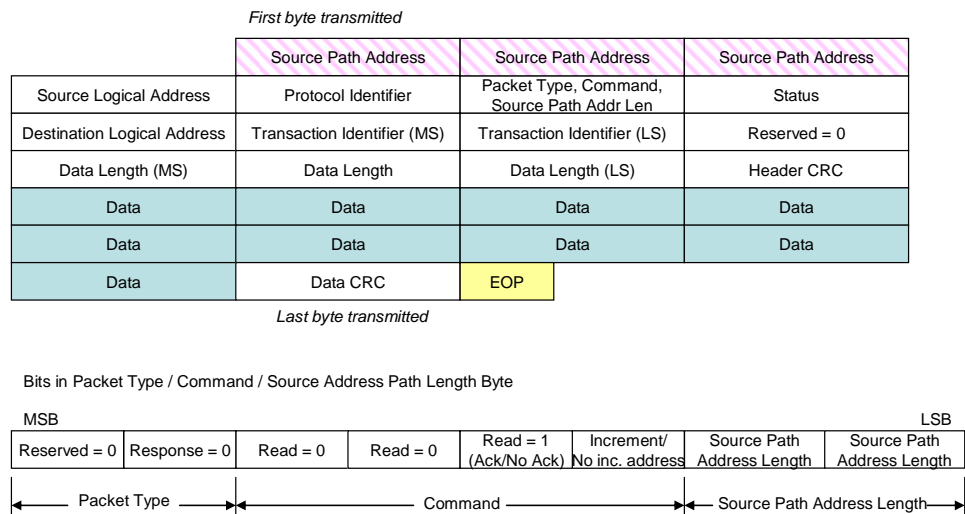 First byte transmitted
Source Path Address Source Path Address Source Path Address
Source Logical Address Protocol Identifier Packet Type, Command, Source Path Addr Len Status
Destination Logical Address Transaction Identifier (MS) Transaction Identifier (LS) Reserved = 0
Data Length (MS) Data Length Data Length (LS) Header CRC
Data Data Data Data
Data Data Data Data
Data Data CRC EOP
Last byte transmitted
Bits in Packet Type / Command / Source Address Path Length Byte
MSB LSB
Reserved = 0 Response = 0 Read = 0 Read = 0 Read = 1 (Ack/No Ack) Increment/ No inc. address Source Path Address Length Source Path Address Length
Packet Type Command Source Path Address Length